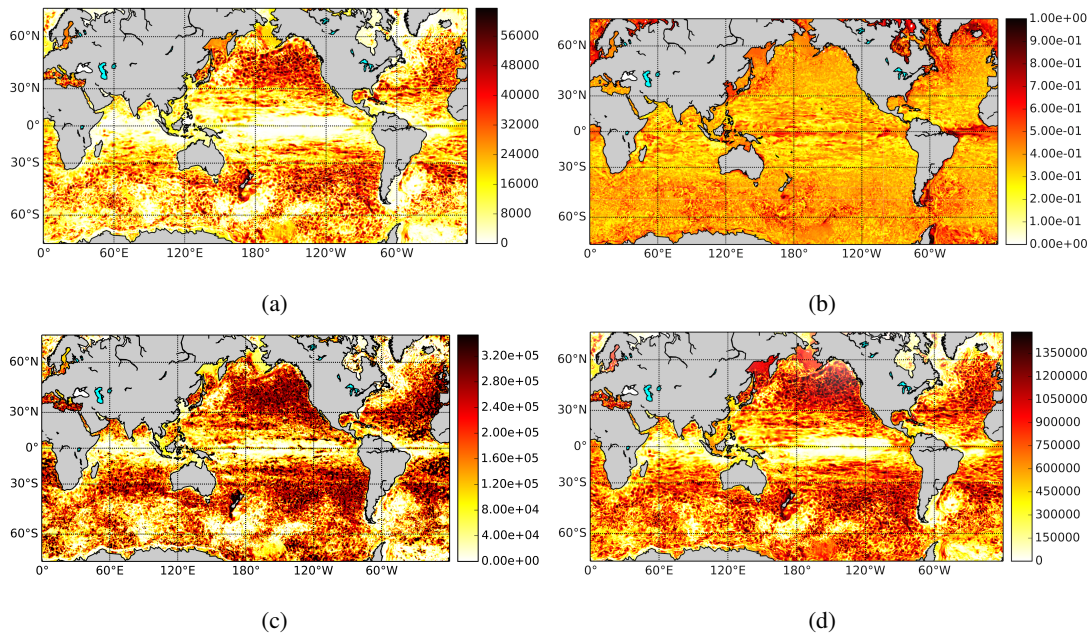 60°N
30°N
0°
30°S
60°S
0°
60°E
120°E
180°
120°W
60°W
56000
48000
40000
32000
24000
16000
8000
0
(a)
60°N
30°N
0°
30°S
60°S
60°E
120°E
180°
120°W
60°W
1.00e+00
9.00e-01
8.00e-01
7.00e-01
6.00e-01
5.00e-01
4.00e-01
3.00e-01
2.00e-01
1.00e-01
0.00e+00
(b)
60°N
30°N
0°
30°S
60°S
0°
60°E
120°E
180°
120°W
60°W
3.20e+05
2.80e+05
2.40e+05
2.00e+05
1.60e+05
1.20e+05
8.00e+04
4.00e+04
0.00e+00
(c)
60°N
30°N
0°
30°S
60°S
0°
60°E
120°E
180°
120°W
60°W
1350000
1200000
1050000
900000
750000
600000
450000
300000
150000
0
(d)